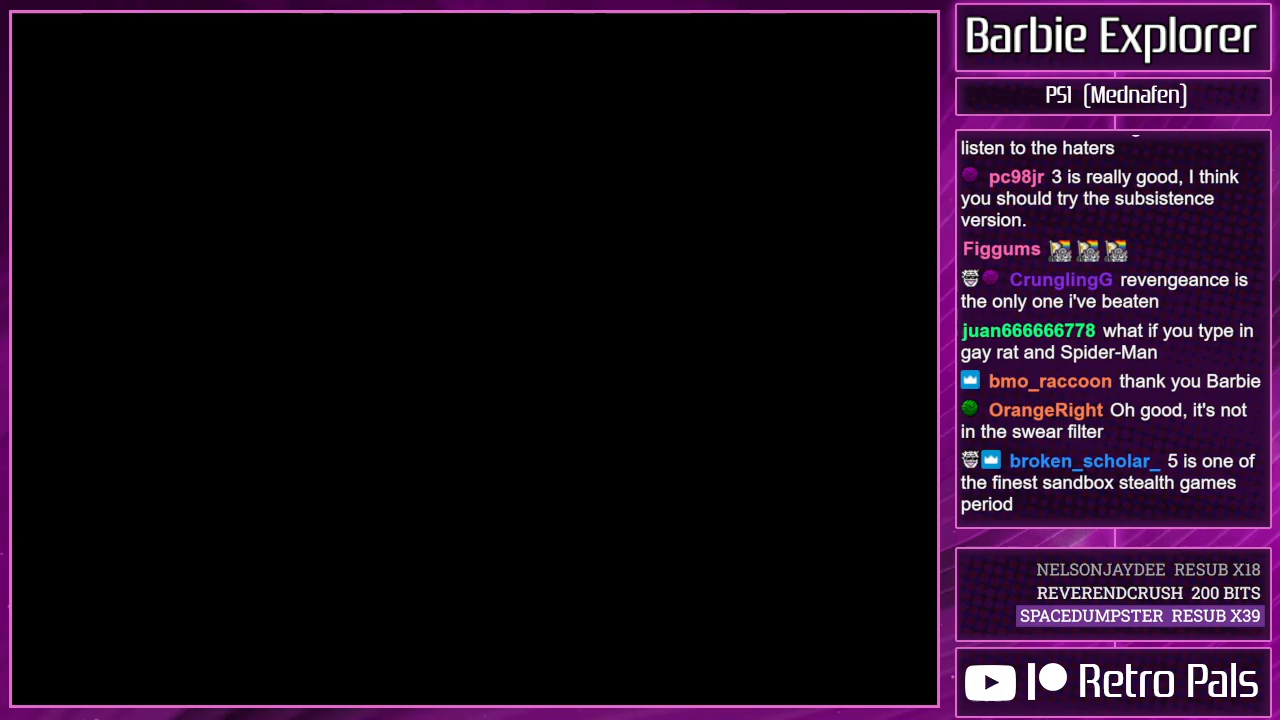 Barbie Explorer
PS1 (Mednafen)
listen to the haters
pc98jr 3 is really good, I think
you should try the subsistence
version.
Figgums
CrunglingG revengeance is
the only one i've beaten
juan666666778 what if you type in
gay rat and Spider-Man
bmo_raccoon thank you Barbie
OrangeRight Oh good, it's not
in the swear filter
broken_scholar_ 5 is one of
the finest sandbox stealth games
period
NELSONJAYDEE RESUB X18
REVERENDCRUSH 200 BITS
SPACEDUMPSTER RESUB X39
Retro Pals